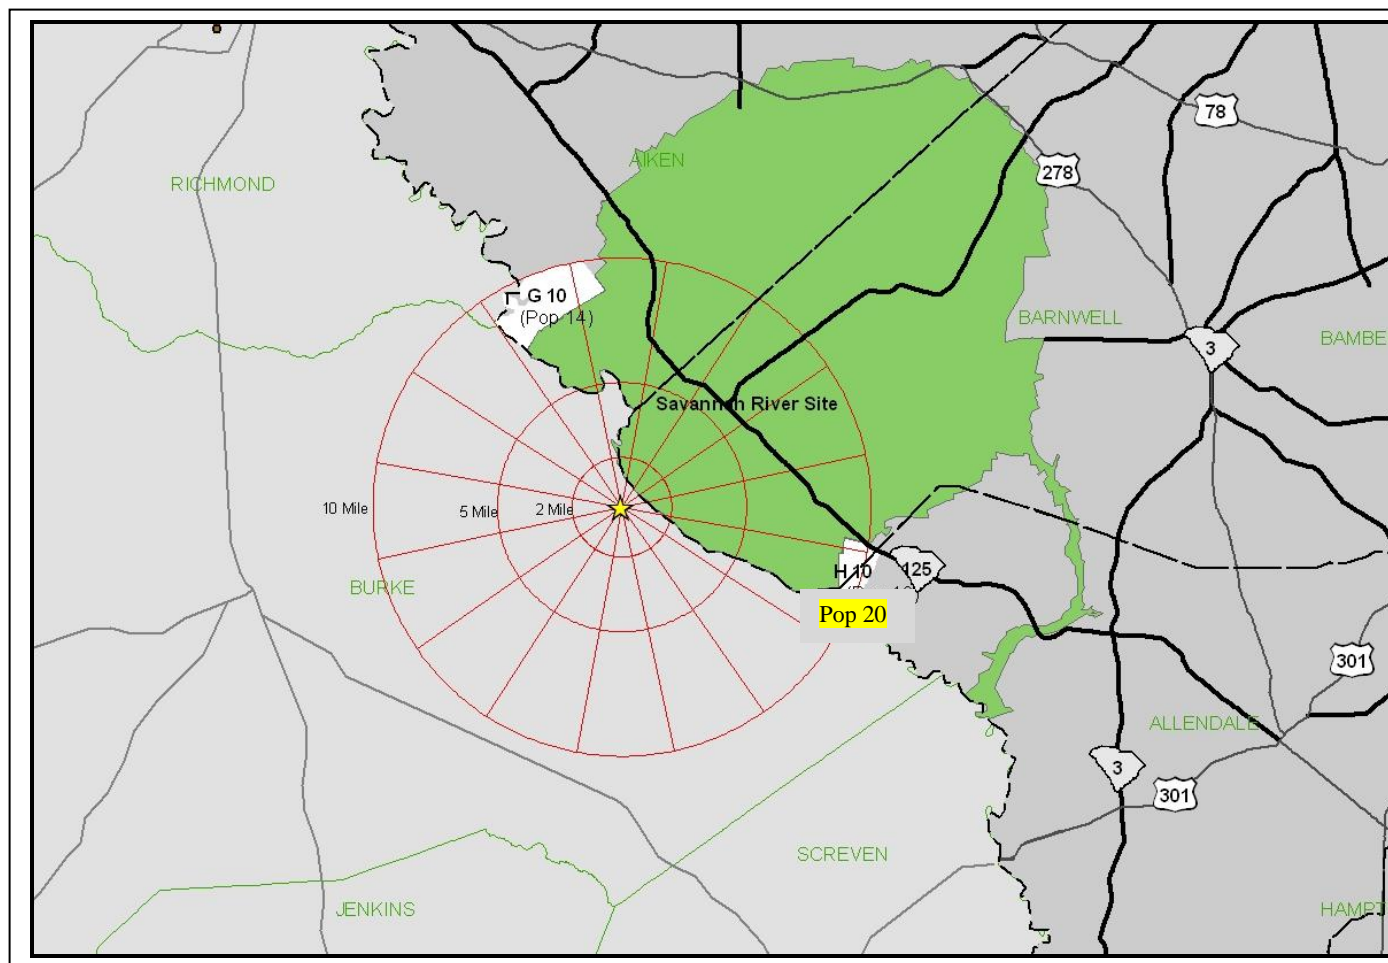 78
AIKEN
278
RICHMOND
G 10
(Pop 14)
BARNWELL
3
BAMBE
Savannah River Site
10 Mile
5 Mile
2 Mile
H 10
125
BURKE
Pop 20
301
ALLENDALE
3
301
SCREVEN
JENKINS
HAMPT